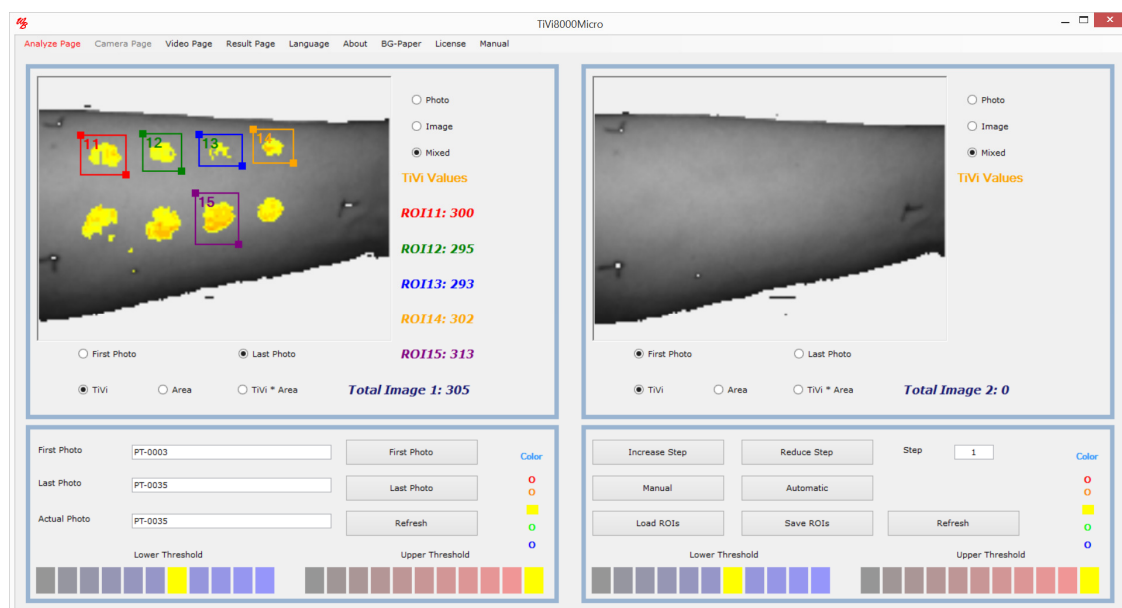 TiVi8000Micro
Analyze Page Camera Page Video Page Result Page Language About BG-Paper License Manual
11
12
13
14
15
Photo
Image
Mixed
TiVi Values
ROI11: 300
ROI12: 295
ROI13: 293
ROI14: 302
ROI15: 313
First Photo Last Photo
TiVi Area TiVi * Area Total Image 1: 305
Photo
Image
Mixed
TiVi Values
First Photo Last Photo
TiVi Area TiVi * Area Total Image 2: 0
First Photo PT-0003 First Photo Color
Last Photo PT-0035 Last Photo O
O
Actual Photo PT-0035 Refresh O
O
Lower Threshold Upper Threshold
Increase Step Reduce Step Step 1 Color
Manual Automatic O
O
Load ROIs Save ROIs Refresh O
O
Lower Threshold Upper Threshold